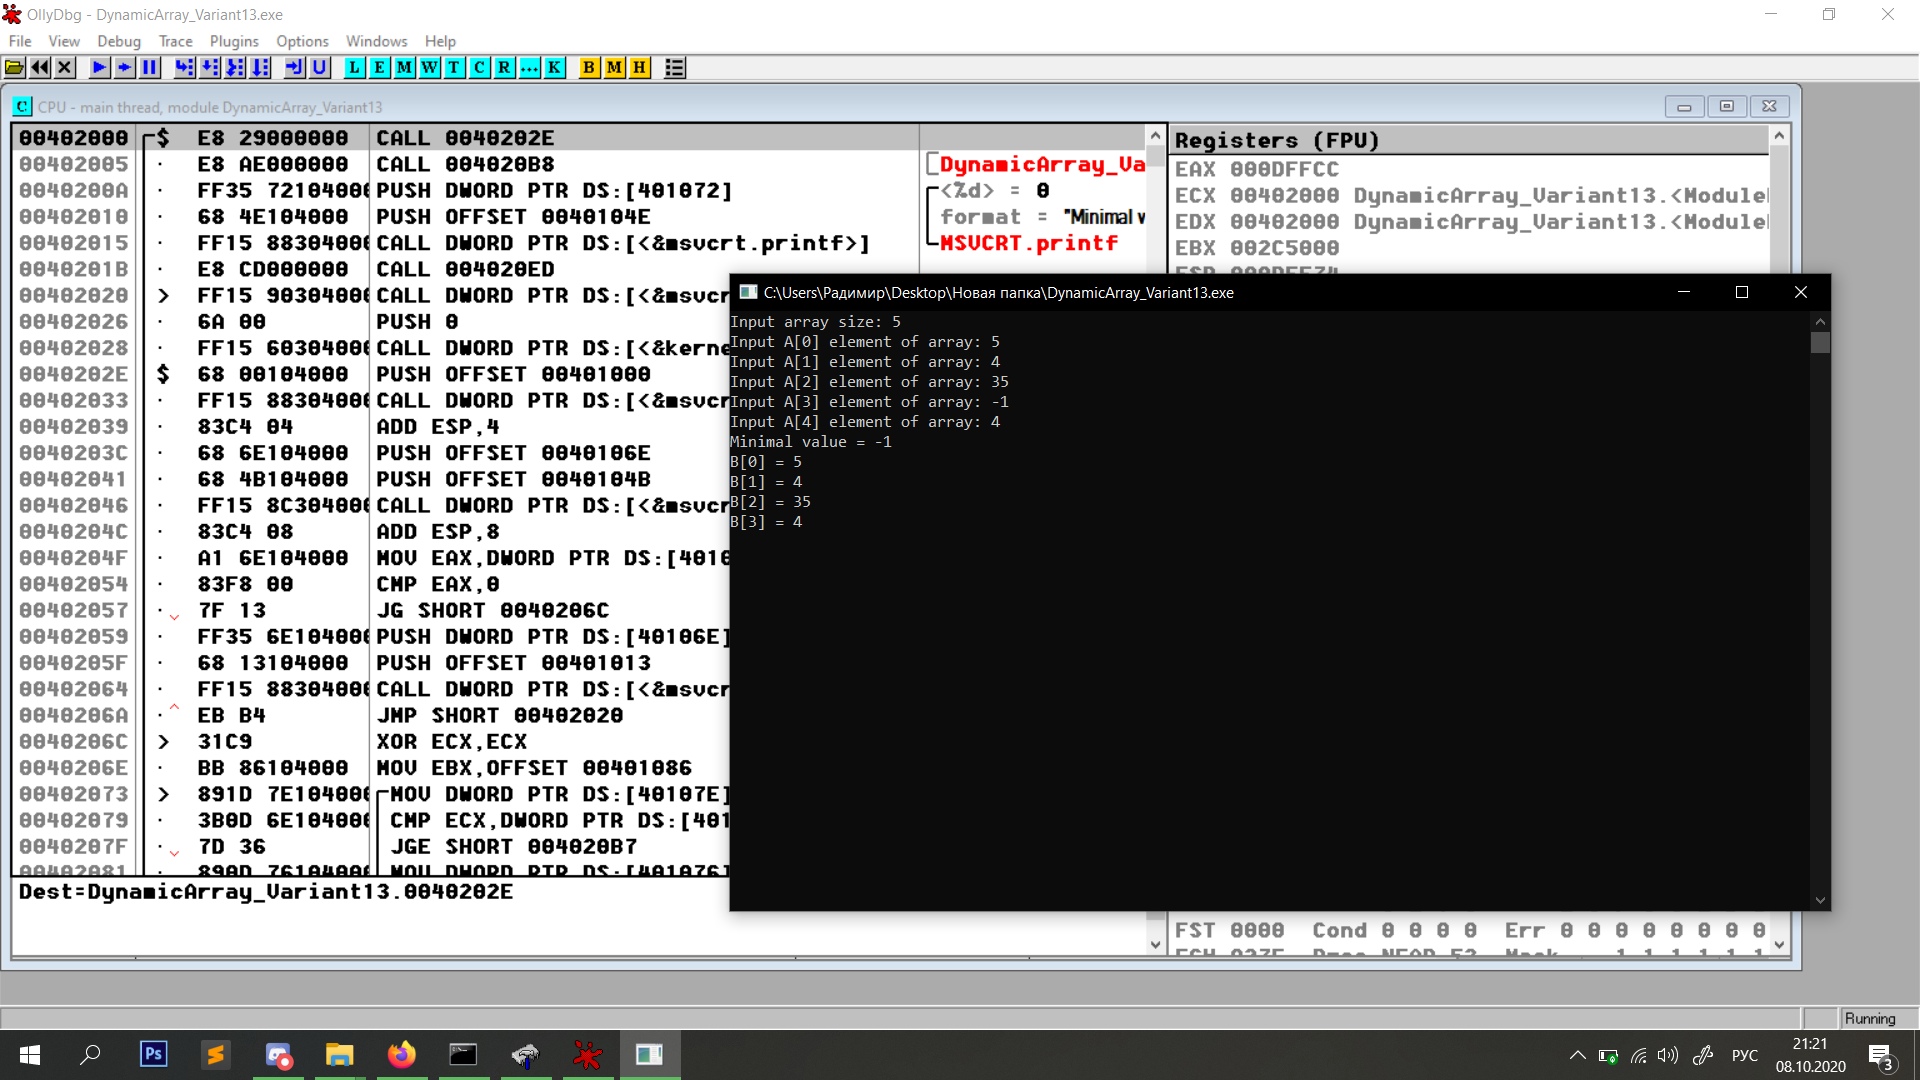 OllyDbg - DynamicArray_Variant13.exe
File View Debug Trace Plugins Options Windows Help
L E M W T C R ... K B M H
C CPU - main thread, module DynamicArray_Variant13
00402000 $ E8 29000000 CALL 0040202E
00402005 · E8 AE000000 CALL 004020B8 DynamicArray_Va
0040200A · FF35 72104000 PUSH DWORD PTR DS:[401072] <%d> = 0
00402010 · 68 4E104000 PUSH OFFSET 0040104E format = "Minimal v
00402015 · FF15 88304000 CALL DWORD PTR DS:[<&msvcrt.printf>] MSVCRT.printf
0040201B · E8 CD000000 CALL 004020ED
00402020 > FF15 90304000 CALL DWORD PTR DS:[<&msvcr
00402026 · 6A 00 PUSH 0
00402028 · FF15 60304000 CALL DWORD PTR DS:[<&kerne
0040202E $ 68 00104000 PUSH OFFSET 00401000
00402033 · FF15 88304000 CALL DWORD PTR DS:[<&msvcr
00402039 · 83C4 04 ADD ESP,4
0040203C · 68 6E104000 PUSH OFFSET 0040106E
00402041 · 68 4B104000 PUSH OFFSET 0040104B
00402046 · FF15 8C304000 CALL DWORD PTR DS:[<&msvcr
0040204C · 83C4 08 ADD ESP,8
0040204F · A1 6E104000 MOV EAX,DWORD PTR DS:[4010
00402054 · 83F8 00 CMP EAX,0
00402057 · 7F 13 JG SHORT 0040206C
00402059 · FF35 6E104000 PUSH DWORD PTR DS:[40106E]
0040205F · 68 13104000 PUSH OFFSET 00401013
00402064 · FF15 88304000 CALL DWORD PTR DS:[<&msvcr
0040206A · EB B4 JMP SHORT 00402020
0040206C > 31C9 XOR ECX,ECX
0040206E · BB 86104000 MOV EBX,OFFSET 00401086
00402073 > 891D 7E104000 MOV DWORD PTR DS:[40107E]
00402079 · 3B0D 6E104000 CMP ECX,DWORD PTR DS:[401
0040207F · 7D 36 JGE SHORT 004020B7
00402081 · 890D 76104000 MOV DWORD PTR DS:[401076]
Dest=DynamicArray_Variant13.0040202E
Registers (FPU)
EAX 000DFFCC
ECX 00402000 DynamicArray_Variant13.<Module
EDX 00402000 DynamicArray_Variant13.<Module
EBX 002C5000
ESP 000DFF74
C:\Users\Радимир\Desktop\Новая папка\DynamicArray_Variant13.exe
Input array size: 5
Input A[0] element of array: 5
Input A[1] element of array: 4
Input A[2] element of array: 35
Input A[3] element of array: -1
Input A[4] element of array: 4
Minimal value = -1
B[0] = 5
B[1] = 4
B[2] = 35
B[3] = 4
FST 0000 Cond 0 0 0 0 Err 0 0 0 0 0 0 0 0
Running
Ps
РУС
21:21
08.10.2020
3